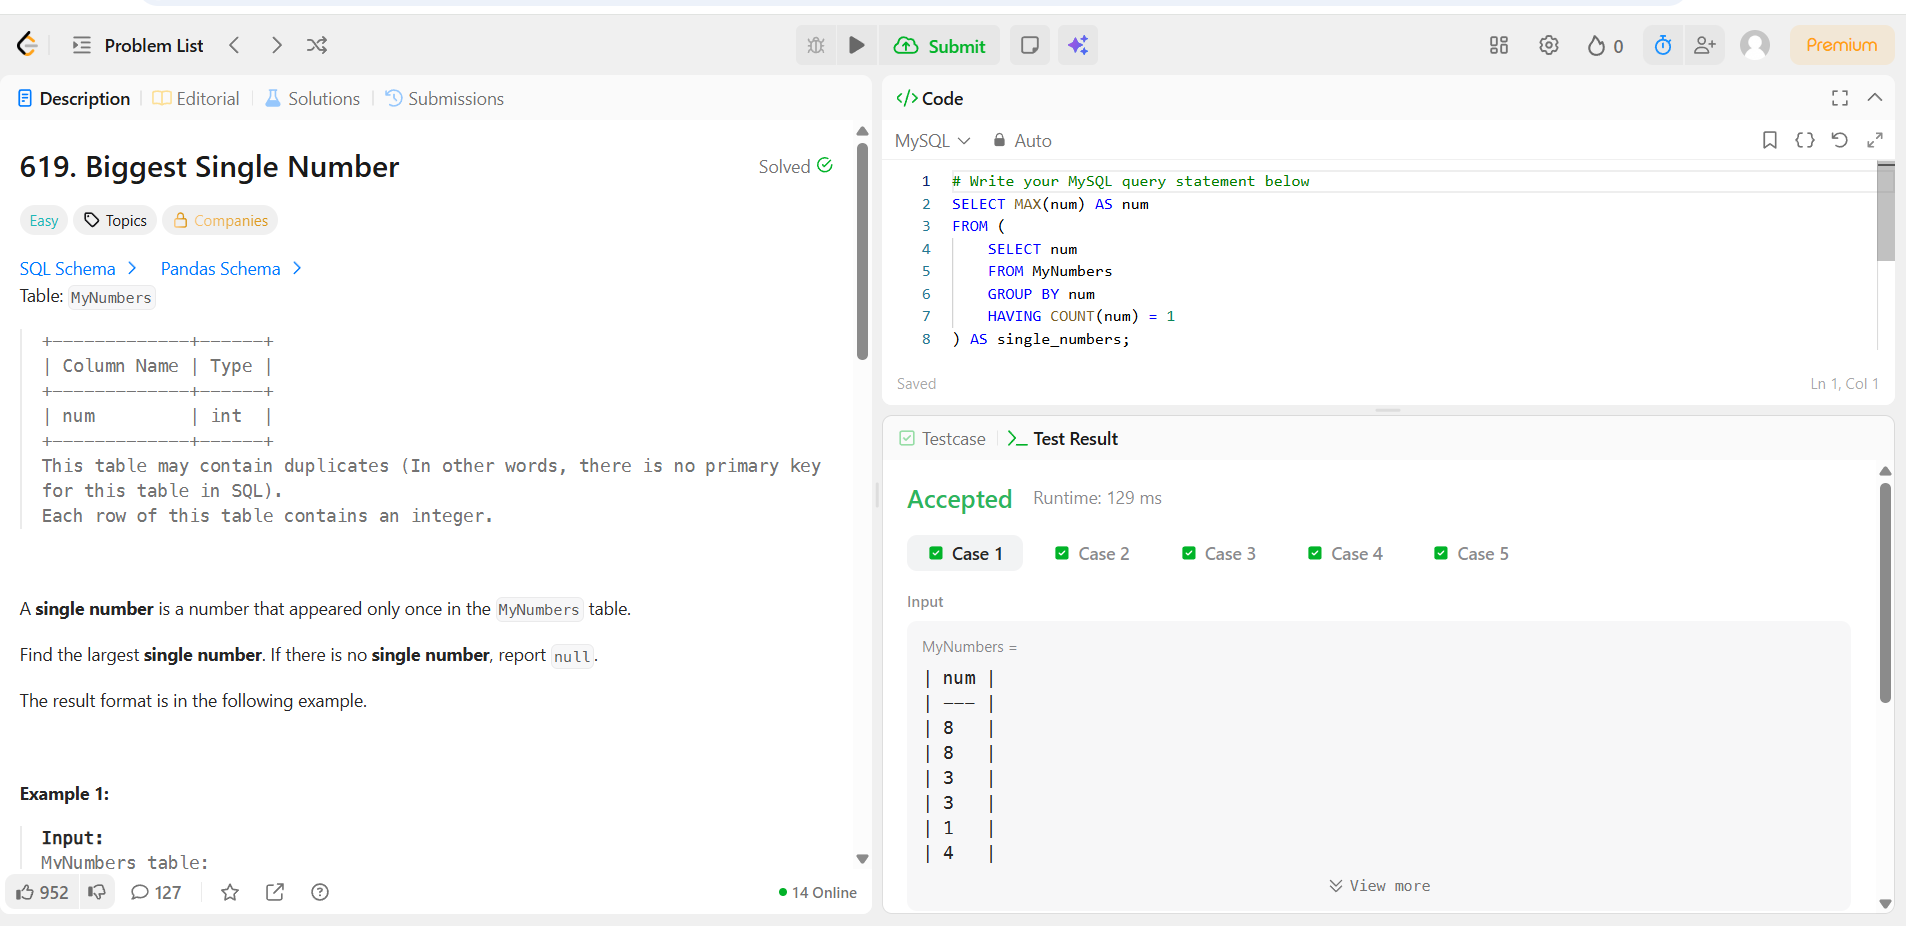 Problem List
Submit
0
Premium
Description
Editorial
Solutions
Submissions
619. Biggest Single Number
Solved
Easy
Topics
Companies
SQL Schema
Pandas Schema
Table: MyNumbers
+-------------+------+
| Column Name | Type |
+-------------+------+
| num         | int  |
+-------------+------+
This table may contain duplicates (In other words, there is no primary key
for this table in SQL).
Each row of this table contains an integer.
A single number is a number that appeared only once in the MyNumbers table.
Find the largest single number. If there is no single number, report null.
The result format is in the following example.
Example 1:
Input:
MyNumbers table:
952
127
14 Online
</> Code
MySQL
Auto
1 # Write your MySQL query statement below
2 SELECT MAX(num) AS num
3 FROM (
4     SELECT num
5     FROM MyNumbers
6     GROUP BY num
7     HAVING COUNT(num) = 1
8 ) AS single_numbers;
Saved
Ln 1, Col 1
Testcase
Test Result
Accepted
Runtime: 129 ms
Case 1
Case 2
Case 3
Case 4
Case 5
Input
MyNumbers =
| num |
| --- |
| 8   |
| 8   |
| 3   |
| 3   |
| 1   |
| 4   |
View more